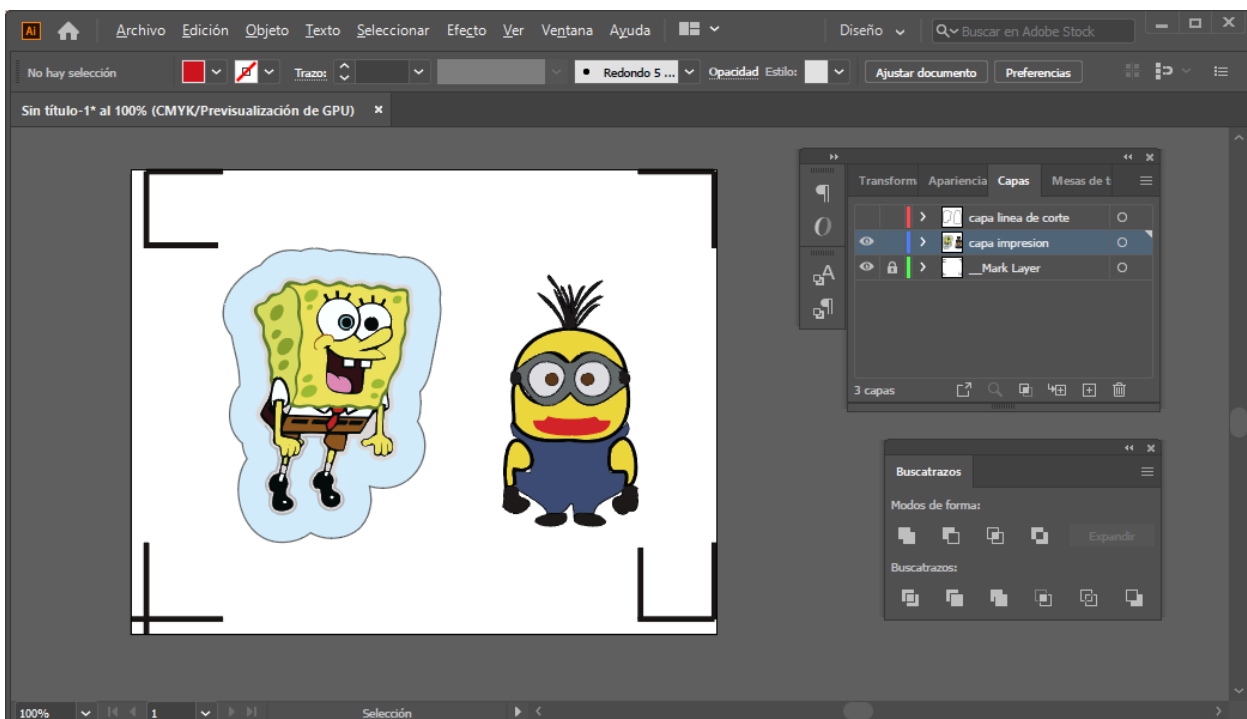 Ai Archivo Edición Objeto Texto Seleccionar Efecto Ver Ventana Ayuda Diseño Buscar en Adobe Stock
No hay selección Trazo: Redondo 5 ... Opacidad Estilo: Ajustar documento Preferencias
Sin título-1* al 100% (CMYK/Previsualización de GPU) ×
Transform Apariencia Capas Mesas de t
capa linea de corte
capa impresion
__Mark Layer
3 capas
Buscatrazos
Modos de forma:
Expandir
Buscatrazos:
100% 1 Selección